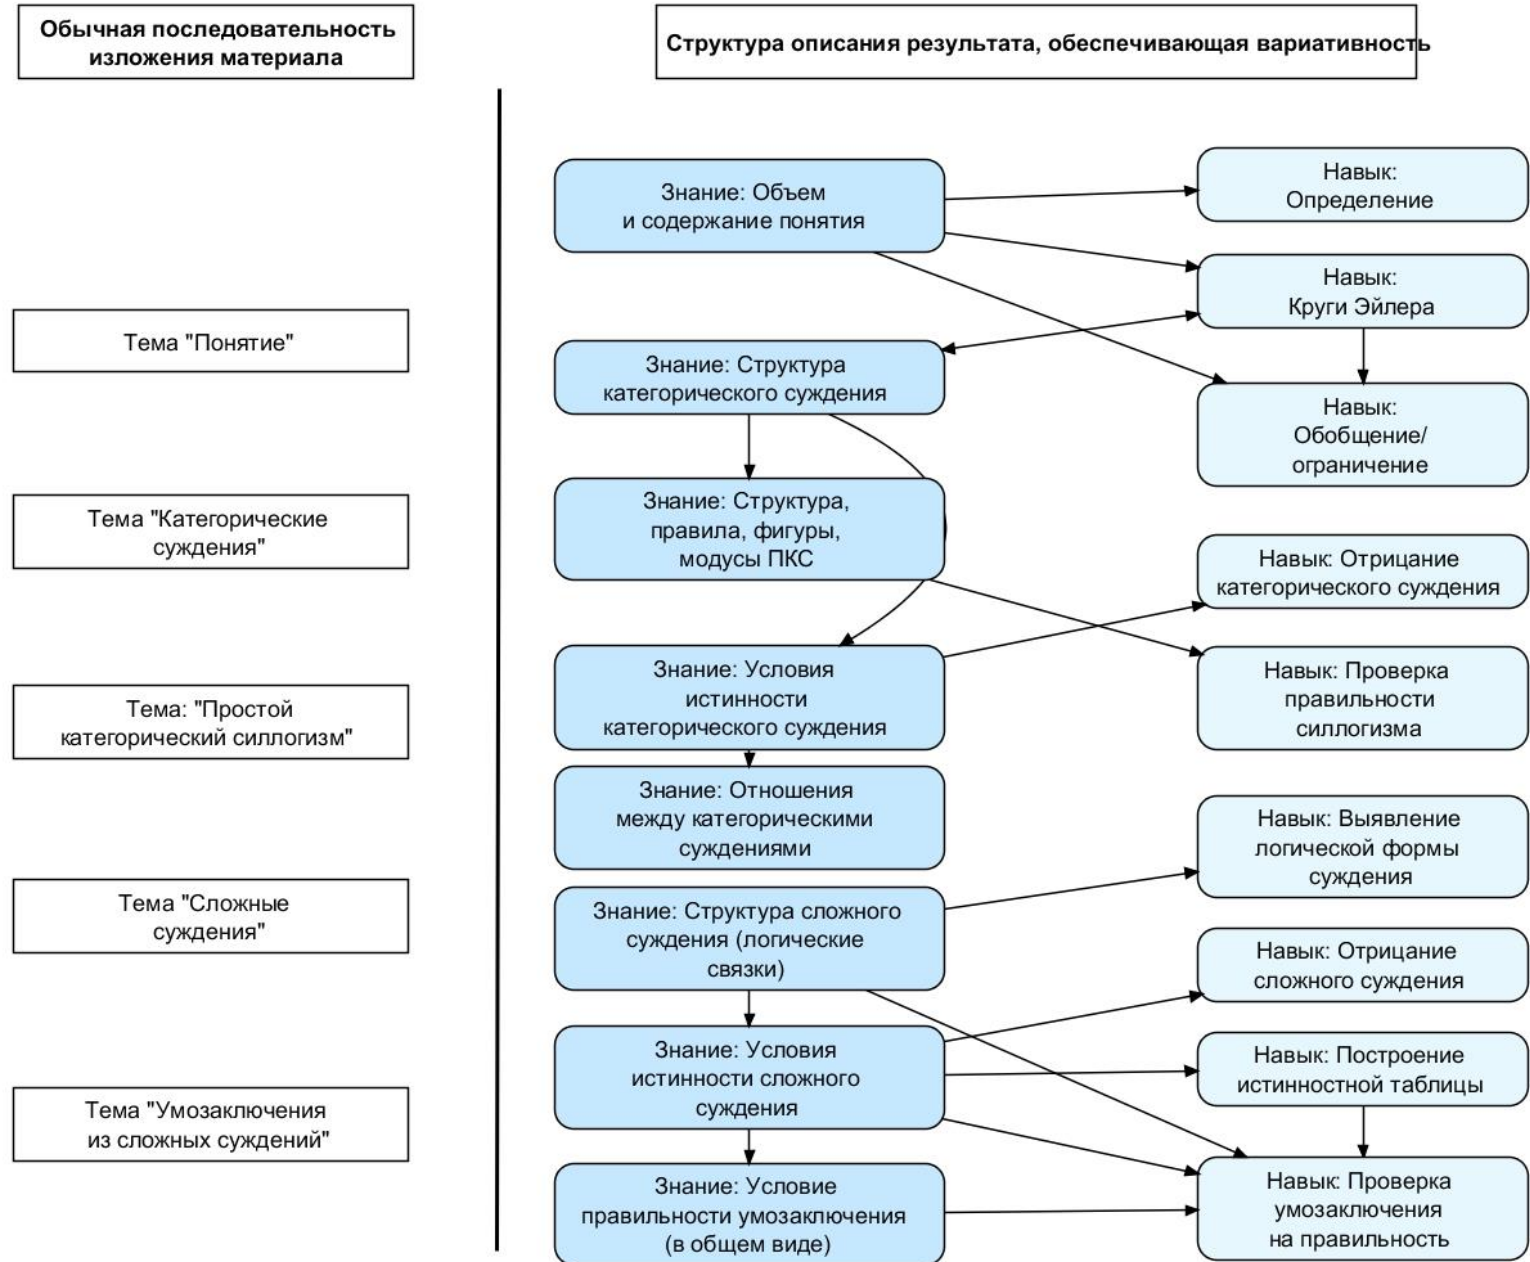 Обычная последовательность
изложения материала
Структура описания результата, обеспечивающая вариативность
Тема "Понятие"
Тема "Категорические
суждения"
Тема: "Простой
категорический силлогизм"
Тема "Сложные
суждения"
Тема "Умозаключения
из сложных суждений"
Знание: Объем
и содержание понятия
Знание: Структура
категорического суждения
Знание: Структура,
правила, фигуры,
модусы ПКС
Знание: Условия
истинности
категорического суждения
Знание: Отношения
между категорическими
суждениями
Знание: Структура сложного
суждения (логические
связки)
Знание: Условия
истинности сложного
суждения
Знание: Условие
правильности умозаключения
(в общем виде)
Навык:
Определение
Навык:
Круги Эйлера
Навык:
Обобщение/
ограничение
Навык: Отрицание
категорического суждения
Навык: Проверка
правильности
силлогизма
Навык: Выявление
логической формы
суждения
Навык: Отрицание
сложного суждения
Навык: Построение
истинностной таблицы
Навык: Проверка
умозаключения
на правильность